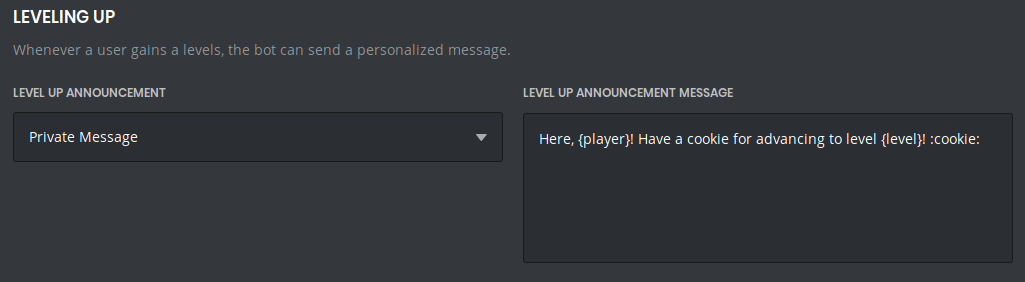 LEVELING UP
Whenever a user gains a levels, the bot can send a personalized message.
LEVEL UP ANNOUNCEMENT
Private Message
LEVEL UP ANNOUNCEMENT MESSAGE
Here, {player}! Have a cookie for advancing to level {level}! :cookie: